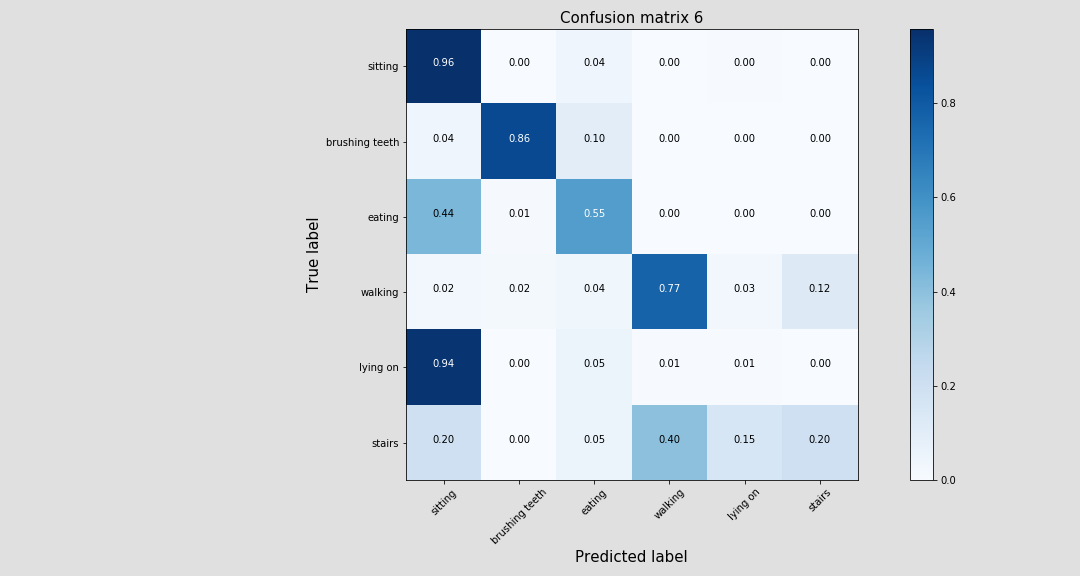 Confusion matrix 6
True label
sitting 0.96 0.00 0.04 0.00 0.00 0.00
brushing teeth 0.04 0.86 0.10 0.00 0.00 0.00
eating 0.44 0.01 0.55 0.00 0.00 0.00
walking 0.02 0.02 0.04 0.77 0.03 0.12
lying on 0.94 0.00 0.05 0.01 0.01 0.00
stairs 0.20 0.00 0.05 0.40 0.15 0.20
sitting brushing teeth eating walking lying on stairs
Predicted label
0.8
0.6
0.4
0.2
0.0